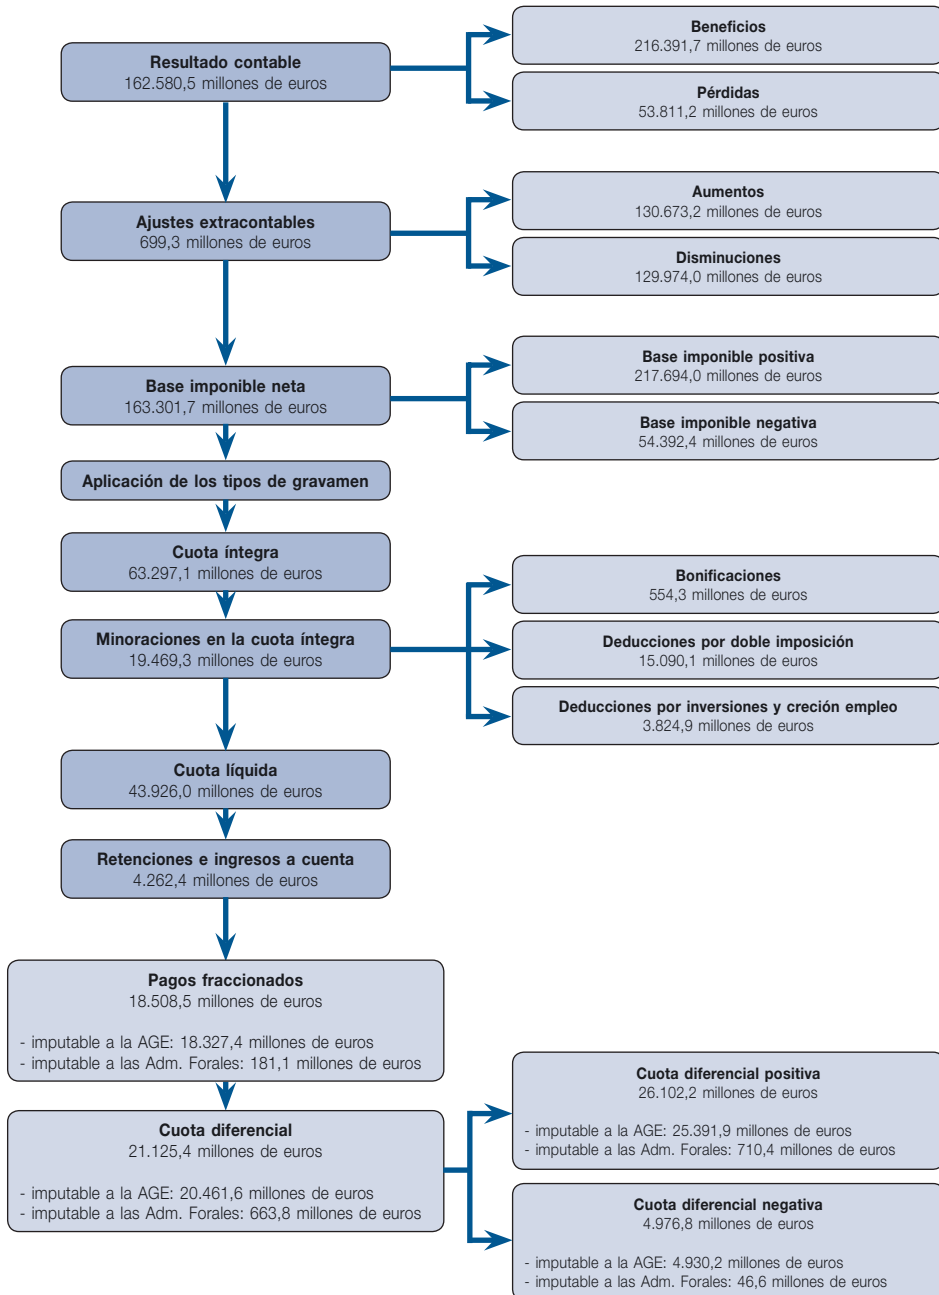 Resultado contable
162.580,5 millones de euros
Beneficios
216.391,7 millones de euros
Pérdidas
53.811,2 millones de euros
Ajustes extracontables
699,3 millones de euros
Aumentos
130.673,2 millones de euros
Disminuciones
129.974,0 millones de euros
Base imponible neta
163.301,7 millones de euros
Base imponible positiva
217.694,0 millones de euros
Base imponible negativa
54.392,4 millones de euros
Aplicación de los tipos de gravamen
Cuota íntegra
63.297,1 millones de euros
Minoraciones en la cuota íntegra
19.469,3 millones de euros
Bonificaciones
554,3 millones de euros
Deducciones por doble imposición
15.090,1 millones de euros
Deducciones por inversiones y creción empleo
3.824,9 millones de euros
Cuota líquida
43.926,0 millones de euros
Retenciones e ingresos a cuenta
4.262,4 millones de euros
Pagos fraccionados
18.508,5 millones de euros
- imputable a la AGE: 18.327,4 millones de euros
- imputable a las Adm. Forales: 181,1 millones de euros
Cuota diferencial
21.125,4 millones de euros
- imputable a la AGE: 20.461,6 millones de euros
- imputable a las Adm. Forales: 663,8 millones de euros
Cuota diferencial positiva
26.102,2 millones de euros
- imputable a la AGE: 25.391,9 millones de euros
- imputable a las Adm. Forales: 710,4 millones de euros
Cuota diferencial negativa
4.976,8 millones de euros
- imputable a la AGE: 4.930,2 millones de euros
- imputable a las Adm. Forales: 46,6 millones de euros